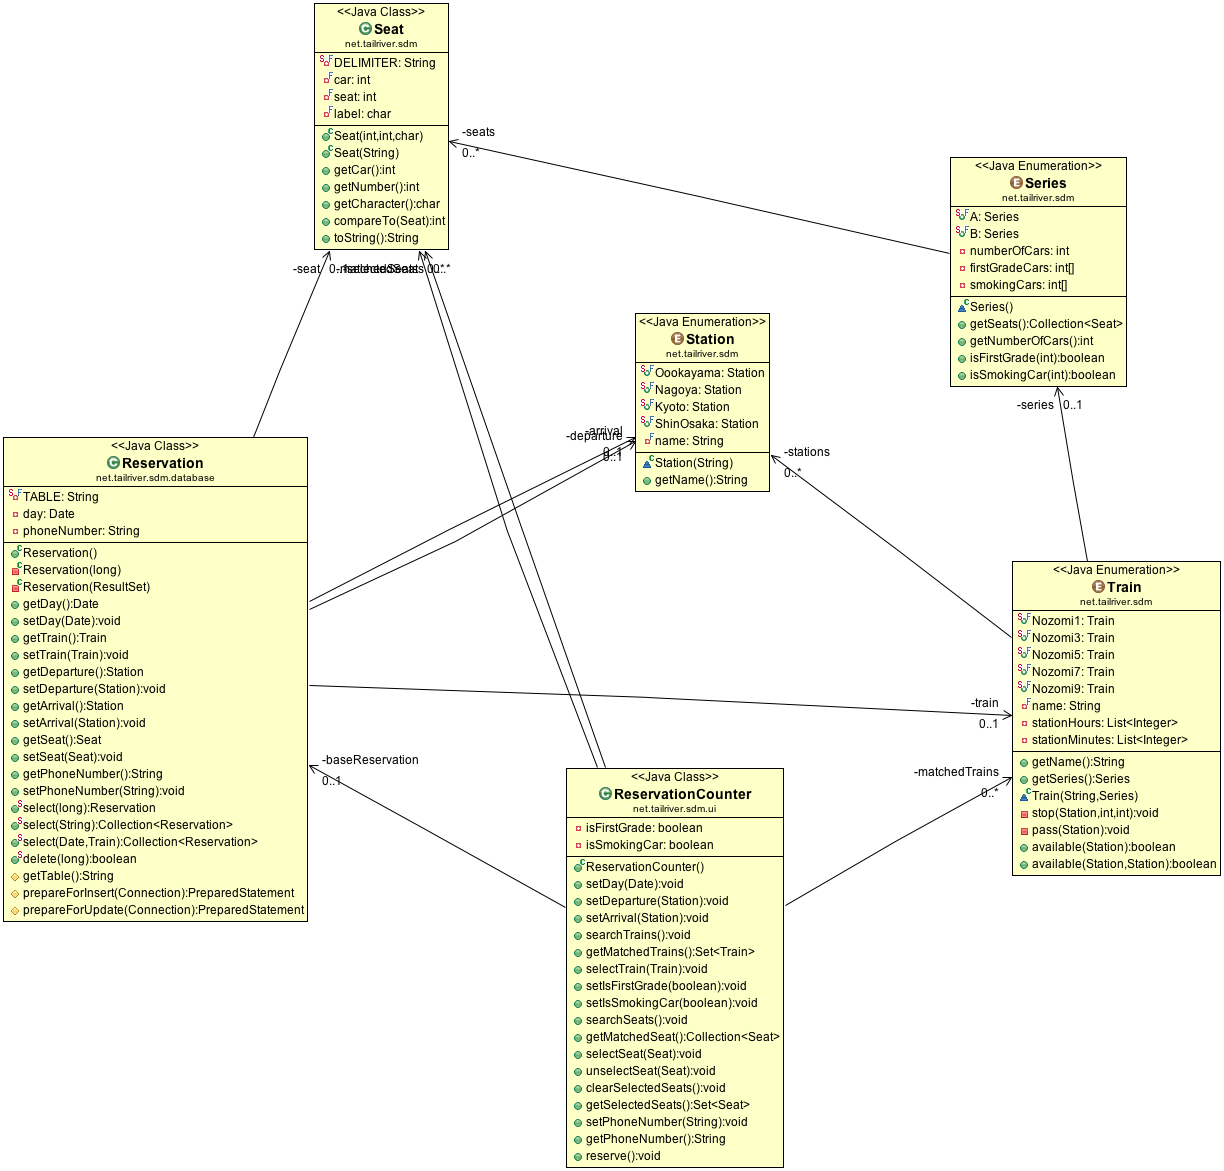 <<Java Class>>
Seat
net.tailriver.sdm
DELIMITER: String
car: int
seat: int
label: char
Seat(int,int,char)
Seat(String)
getCar():int
getNumber():int
getCharacter():char
compareTo(Seat):int
toString():String
-seats
0..*
<<Java Enumeration>>
Series
net.tailriver.sdm
A: Series
B: Series
numberOfCars: int
firstGradeCars: int[]
smokingCars: int[]
Series()
getSeats():Collection<Seat>
getNumberOfCars():int
isFirstGrade(int):boolean
isSmokingCar(int):boolean
-seat
<<Java Enumeration>>
Station
net.tailriver.sdm
Oookayama: Station
Nagoya: Station
Kyoto: Station
ShinOsaka: Station
name: String
Station(String)
getName():String
-arrival
-departure
0..1
-stations
0..*
-series 0..1
<<Java Class>>
Reservation
net.tailriver.sdm.database
TABLE: String
day: Date
phoneNumber: String
Reservation()
Reservation(long)
Reservation(ResultSet)
getDay():Date
setDay(Date):void
getTrain():Train
setTrain(Train):void
getDeparture():Station
setDeparture(Station):void
getArrival():Station
setArrival(Station):void
getSeat():Seat
setSeat(Seat):void
getPhoneNumber():String
setPhoneNumber(String):void
select(long):Reservation
select(String):Collection<Reservation>
select(Date,Train):Collection<Reservation>
delete(long):boolean
getTable():String
prepareForInsert(Connection):PreparedStatement
prepareForUpdate(Connection):PreparedStatement
<<Java Enumeration>>
Train
net.tailriver.sdm
Nozomi1: Train
Nozomi3: Train
Nozomi5: Train
Nozomi7: Train
Nozomi9: Train
name: String
stationHours: List<Integer>
stationMinutes: List<Integer>
getName():String
getSeries():Series
Train(String,Series)
stop(Station,int,int):void
pass(Station):void
available(Station):boolean
available(Station,Station):boolean
-train
0..1
-baseReservation
0..1
-matchedTrains
0..*
<<Java Class>>
ReservationCounter
net.tailriver.sdm.ui
isFirstGrade: boolean
isSmokingCar: boolean
ReservationCounter()
setDay(Date):void
setDeparture(Station):void
setArrival(Station):void
searchTrains():void
getMatchedTrains():Set<Train>
selectTrain(Train):void
setIsFirstGrade(boolean):void
setIsSmokingCar(boolean):void
searchSeats():void
getMatchedSeat():Collection<Seat>
selectSeat(Seat):void
unselectSeat(Seat):void
clearSelectedSeats():void
getSelectedSeats():Set<Seat>
setPhoneNumber(String):void
getPhoneNumber():String
reserve():void